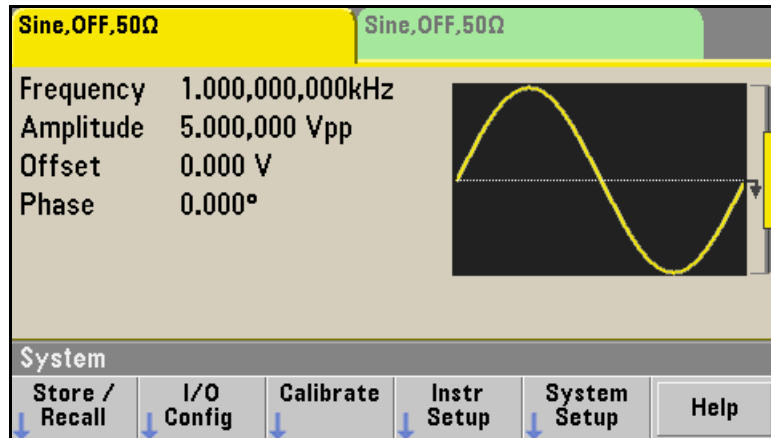 Sine,OFF,50Ω
Sine,OFF,50Ω
Frequency 1.000,000,000kHz
Amplitude 5.000,000 Vpp
Offset 0.000 V
Phase 0.000°
System
Store / Recall
I/O Config
Calibrate
Instr Setup
System Setup
Help